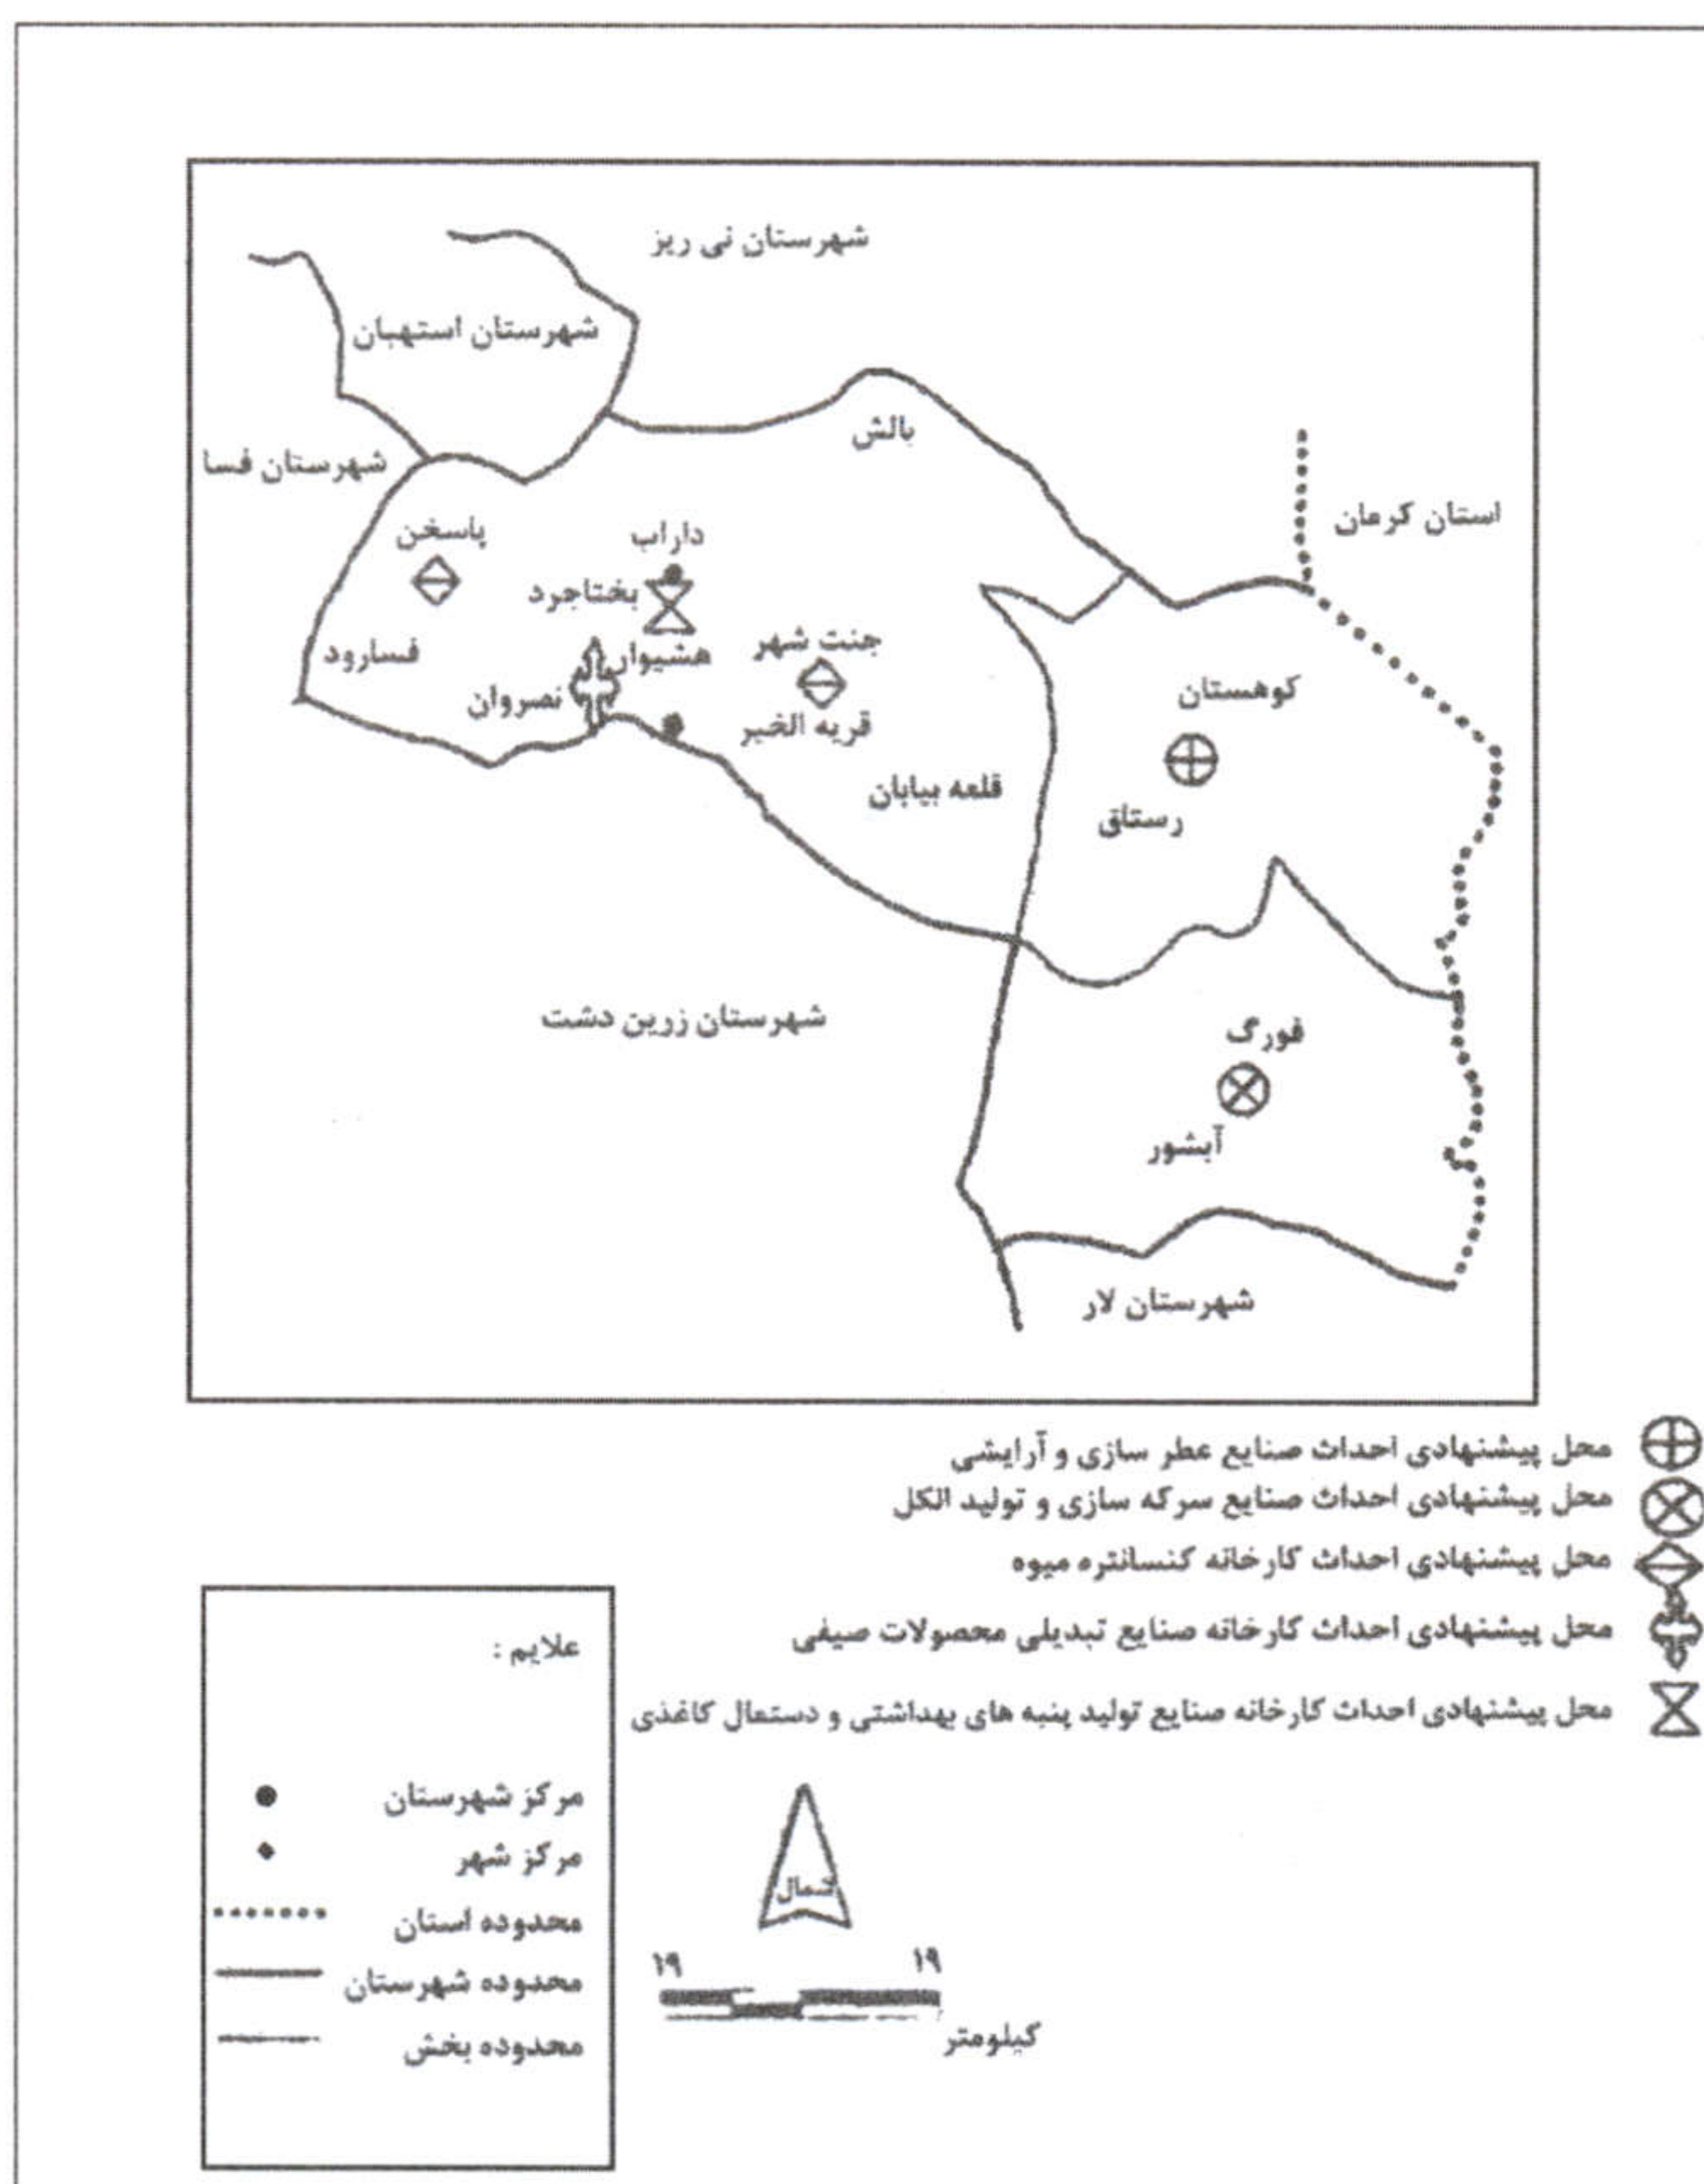 شهرستان نی ریز
شهرستان استهبان
بالش
شهرستان فسا
استان کرمان
پاسخن
داراب
بختاجرد
جنت شهر
هشیوار
فسارود
کوهستان
نصروان
قریه الخیر
قلعه بیابان
رستاق
شهرستان زرین دشت
فورگ
آبشور
شهرستان لار
محل پیشنهادی احداث صنایع عطر سازی و آرایشی
محل پیشنهادی احداث صنایع سرکه سازی و تولید الکل
محل پیشنهادی احداث کارخانه کنسانتره میوه
محل پیشنهادی احداث کارخانه صنایع تبدیلی محصولات صیفی
محل پیشنهادی احداث کارخانه صنایع تولید پنبه های بهداشتی و دستمال کاغذی
علایم :
مرکز شهرستان
مرکز شهر
محدوده استان
محدوده شهرستان
محدوده بخش
شمال
۱۹ ۱۹
کیلومتر